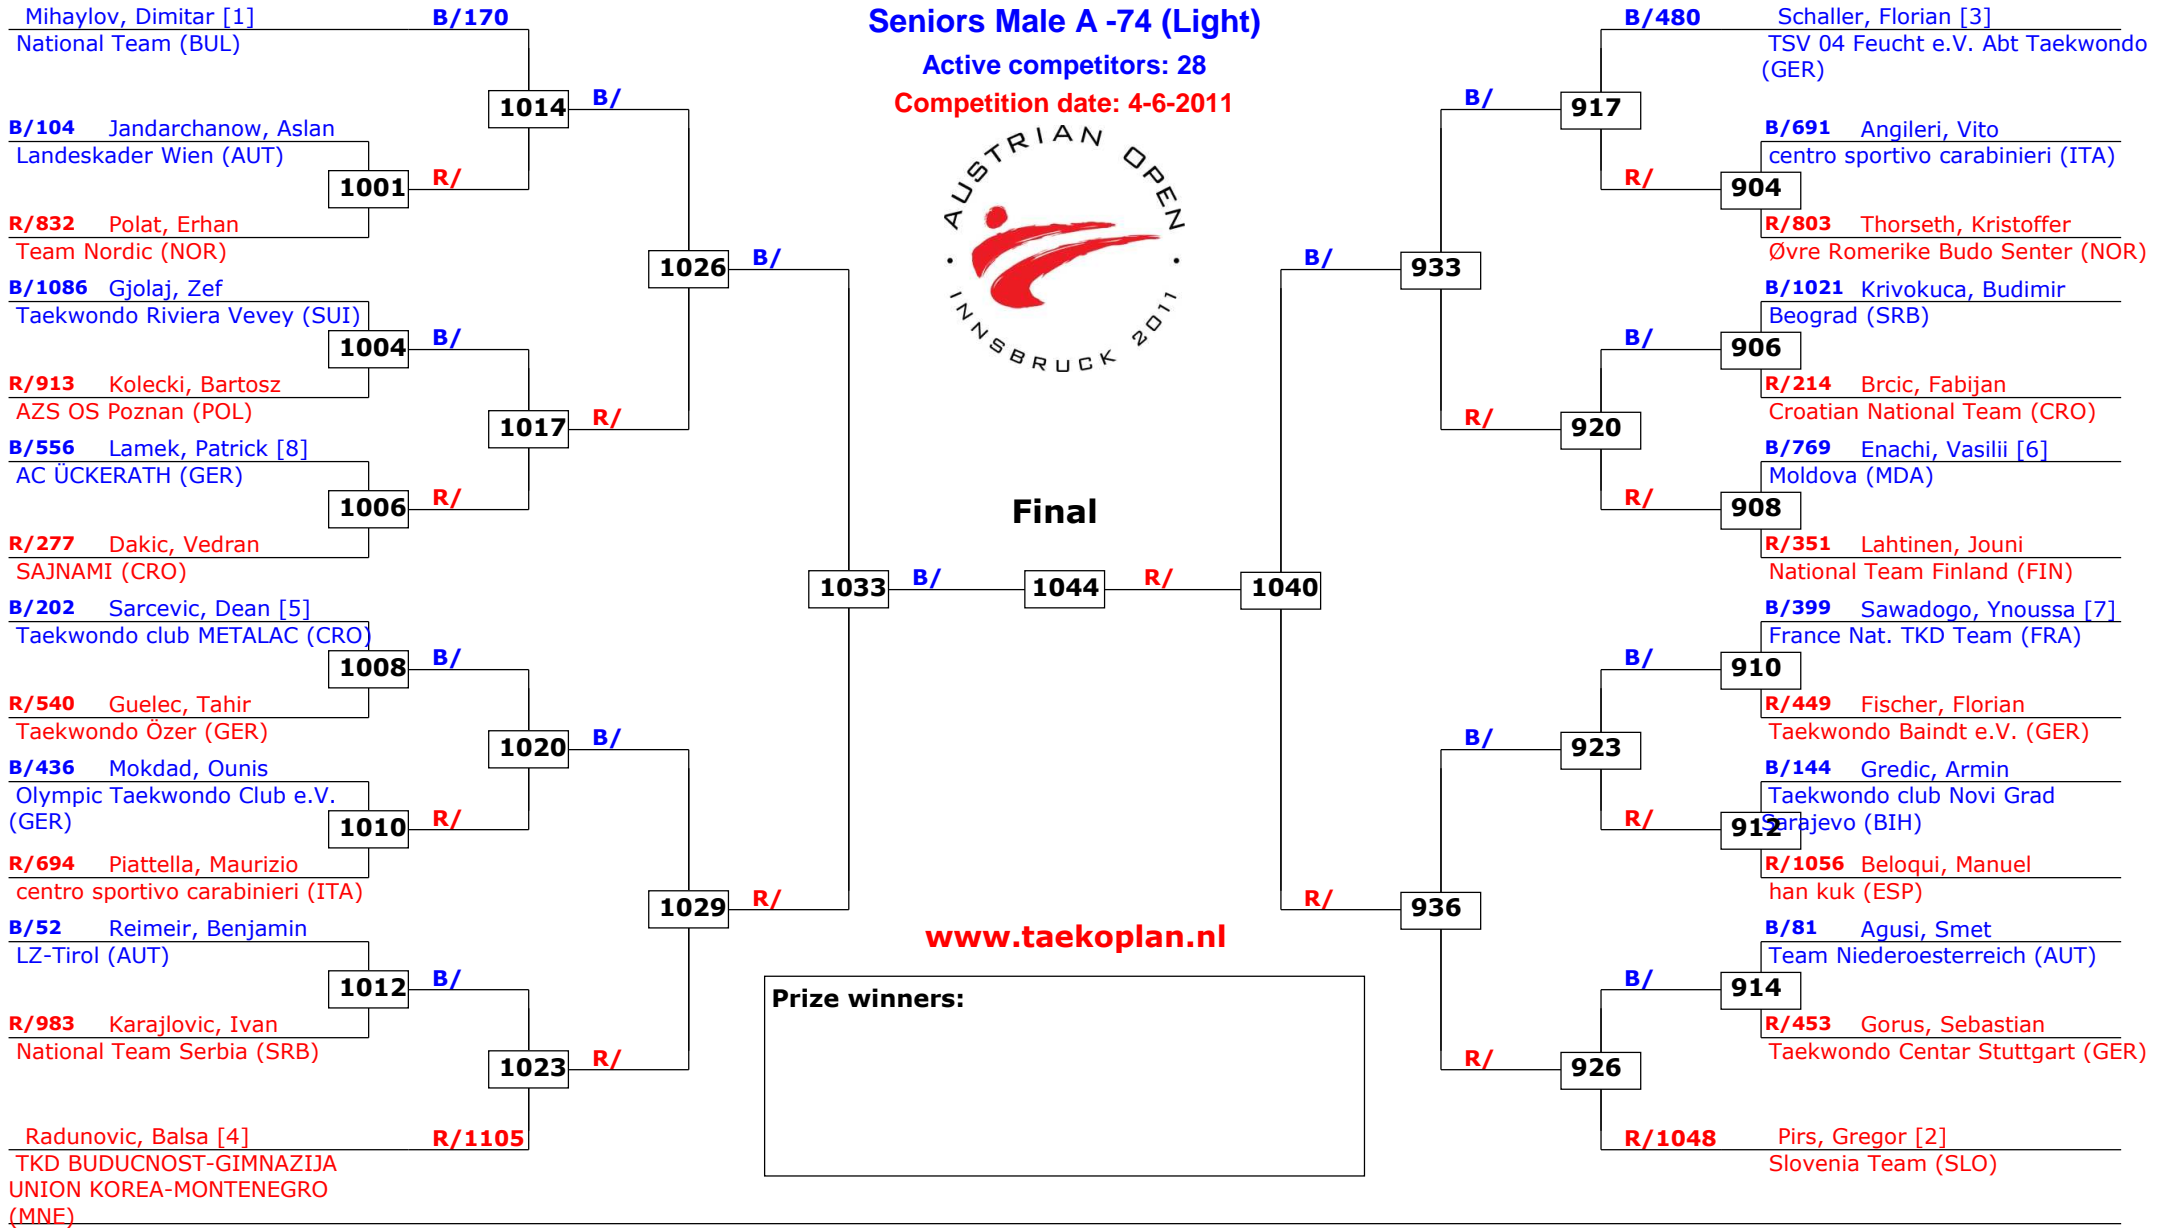 Seniors Male A -74 (Light)
Active competitors: 28
Competition date: 4-6-2011
AUSTRIAN OPEN
INNSBRUCK 2011
Mihaylov, Dimitar [1]
B/170
National Team (BUL)
1014
B/
B/104 Jandarchanow, Aslan
Landeskader Wien (AUT)
1001
R/
R/832 Polat, Erhan
Team Nordic (NOR)
1026
B/
B/1086 Gjolaj, Zef
Taekwondo Riviera Vevey (SUI)
1004
B/
R/913 Kolecki, Bartosz
AZS OS Poznan (POL)
1017
R/
B/556 Lamek, Patrick [8]
AC ÜCKERATH (GER)
1006
R/
R/277 Dakic, Vedran
SAJNAMI (CRO)
1033
B/
B/202 Sarcevic, Dean [5]
Taekwondo club METALAC (CRO)
1008
B/
R/540 Guelec, Tahir
Taekwondo Özer (GER)
1020
B/
B/436 Mokdad, Ounis
Olympic Taekwondo Club e.V.
(GER)
1010
R/
R/694 Piattella, Maurizio
centro sportivo carabinieri (ITA)
1029
R/
B/52 Reimeir, Benjamin
LZ-Tirol (AUT)
1012
B/
R/983 Karajlovic, Ivan
National Team Serbia (SRB)
1023
R/
Radunovic, Balsa [4]
R/1105
TKD BUDUCNOST-GIMNAZIJA
UNION KOREA-MONTENEGRO
(MNE)
Final
1044
R/
1040
www.taekoplan.nl
Prize winners:
B/480
Schaller, Florian [3]
TSV 04 Feucht e.V. Abt Taekwondo
(GER)
B/
917
B/691 Angileri, Vito
centro sportivo carabinieri (ITA)
R/
904
R/803 Thorseth, Kristoffer
Øvre Romerike Budo Senter (NOR)
B/
933
B/1021 Krivokuca, Budimir
Beograd (SRB)
B/
906
R/214 Brcic, Fabijan
Croatian National Team (CRO)
R/
920
B/769 Enachi, Vasilii [6]
Moldova (MDA)
R/
908
R/351 Lahtinen, Jouni
National Team Finland (FIN)
B/399 Sawadogo, Ynoussa [7]
France Nat. TKD Team (FRA)
B/
910
R/449 Fischer, Florian
Taekwondo Baindt e.V. (GER)
B/
923
B/144 Gredic, Armin
Taekwondo club Novi Grad
Sarajevo (BIH)
R/
912
R/1056 Beloqui, Manuel
han kuk (ESP)
R/
936
B/81 Agusi, Smet
Team Niederoesterreich (AUT)
B/
914
R/453 Gorus, Sebastian
Taekwondo Centar Stuttgart (GER)
R/
926
R/1048
Pirs, Gregor [2]
Slovenia Team (SLO)